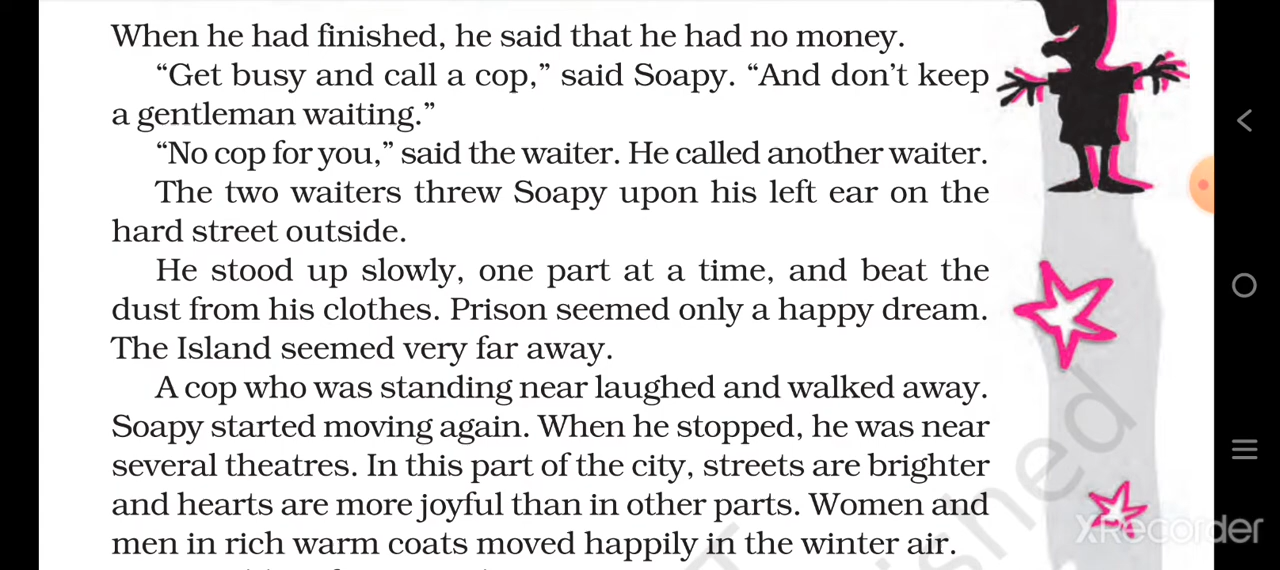 When he had finished, he said that he had no money.
“Get busy and call a cop,” said Soapy. “And don’t keep
a gentleman waiting.”
“No cop for you,” said the waiter. He called another waiter.
The two waiters threw Soapy upon his left ear on the
hard street outside.
He stood up slowly, one part at a time, and beat the
dust from his clothes. Prison seemed only a happy dream.
The Island seemed very far away.
A cop who was standing near laughed and walked away.
Soapy started moving again. When he stopped, he was near
several theatres. In this part of the city, streets are brighter
and hearts are more joyful than in other parts. Women and
men in rich warm coats moved happily in the winter air.
XRecorder